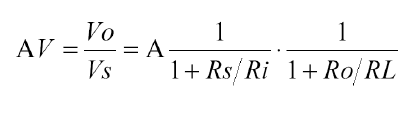 AV = Vo/Vs = A 1/(1 + Rs/Ri) · 1/(1 + Ro/RL)